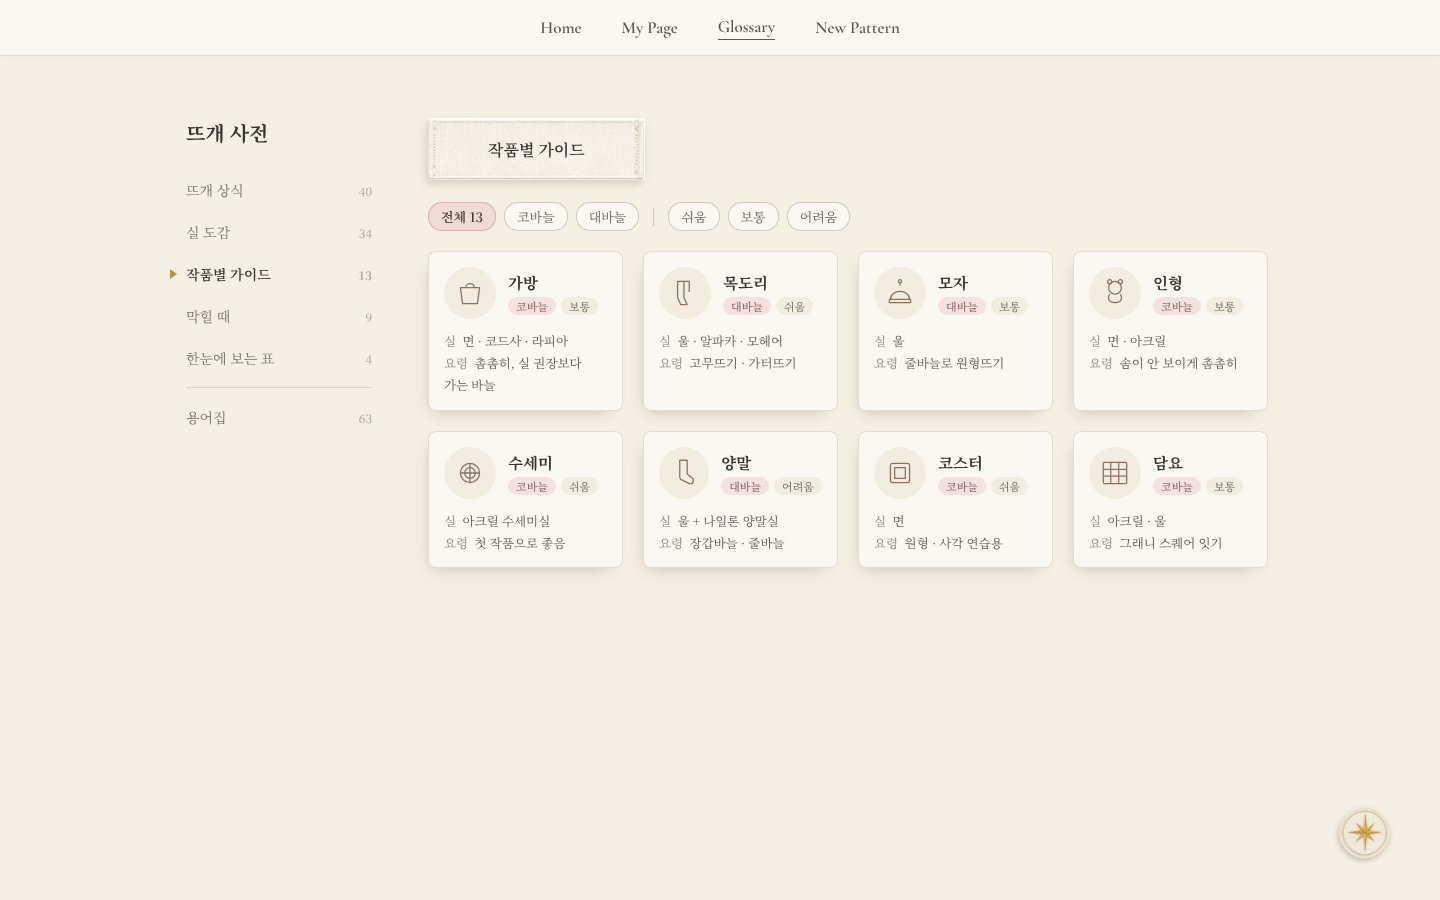 Home
My Page
Glossary
New Pattern
뜨개 사전
뜨개 상식 40
실 도감 34
작품별 가이드 13
막힐 때 9
한눈에 보는 표 4
용어집 63
작품별 가이드
전체 13
코바늘
대바늘
쉬움
보통
어려움
가방
코바늘 보통
실 면 · 코드사 · 라피아
요령 촘촘히, 실 권장보다
가는 바늘
목도리
대바늘 쉬움
실 울 · 알파카 · 모헤어
요령 고무뜨기 · 가터뜨기
모자
대바늘 보통
실 울
요령 줄바늘로 원형뜨기
인형
코바늘 보통
실 면 · 아크릴
요령 솜이 안 보이게 촘촘히
수세미
코바늘 쉬움
실 아크릴 수세미실
요령 첫 작품으로 좋음
양말
대바늘 어려움
실 울 + 나일론 양말실
요령 장갑바늘 · 줄바늘
코스터
코바늘 쉬움
실 면
요령 원형 · 사각 연습용
담요
코바늘 보통
실 아크릴 · 울
요령 그래니 스퀘어 잇기